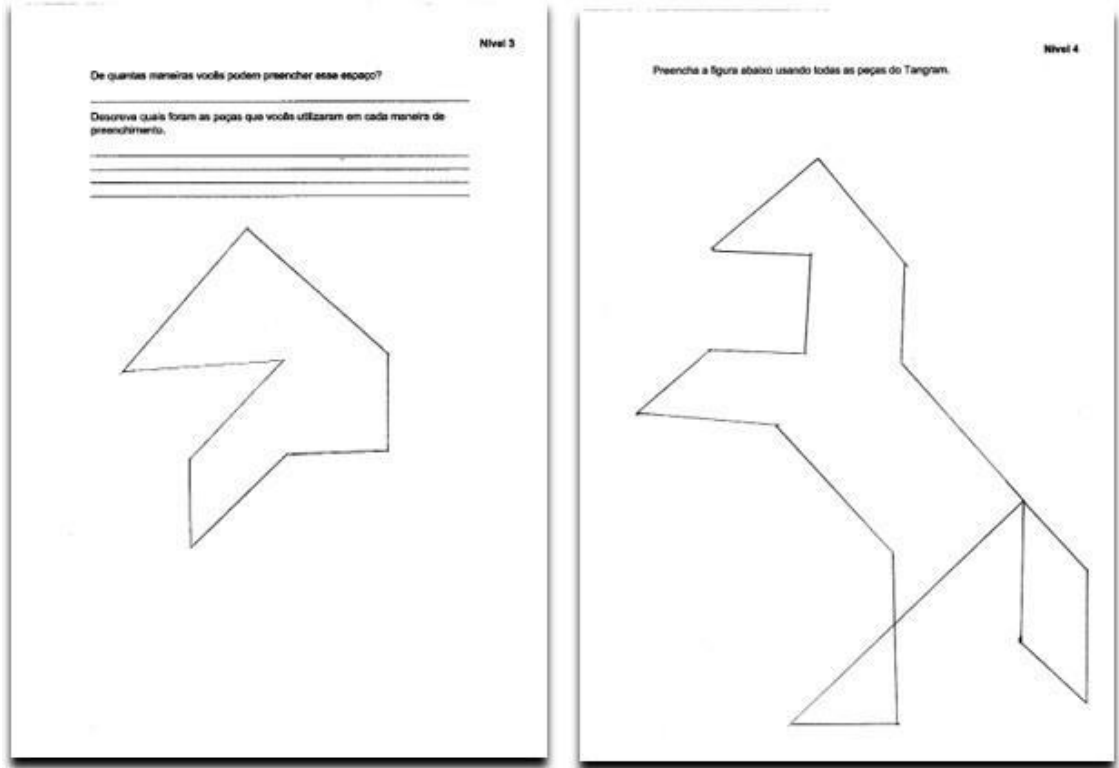 Nível 3
De quantas maneiras vocês podem preencher esse espaço?
Descreva quais foram as peças que vocês utilizaram em cada maneira de
preenchimento.
Nível 4
Preencha a figura abaixo usando todas as peças do Tangram.